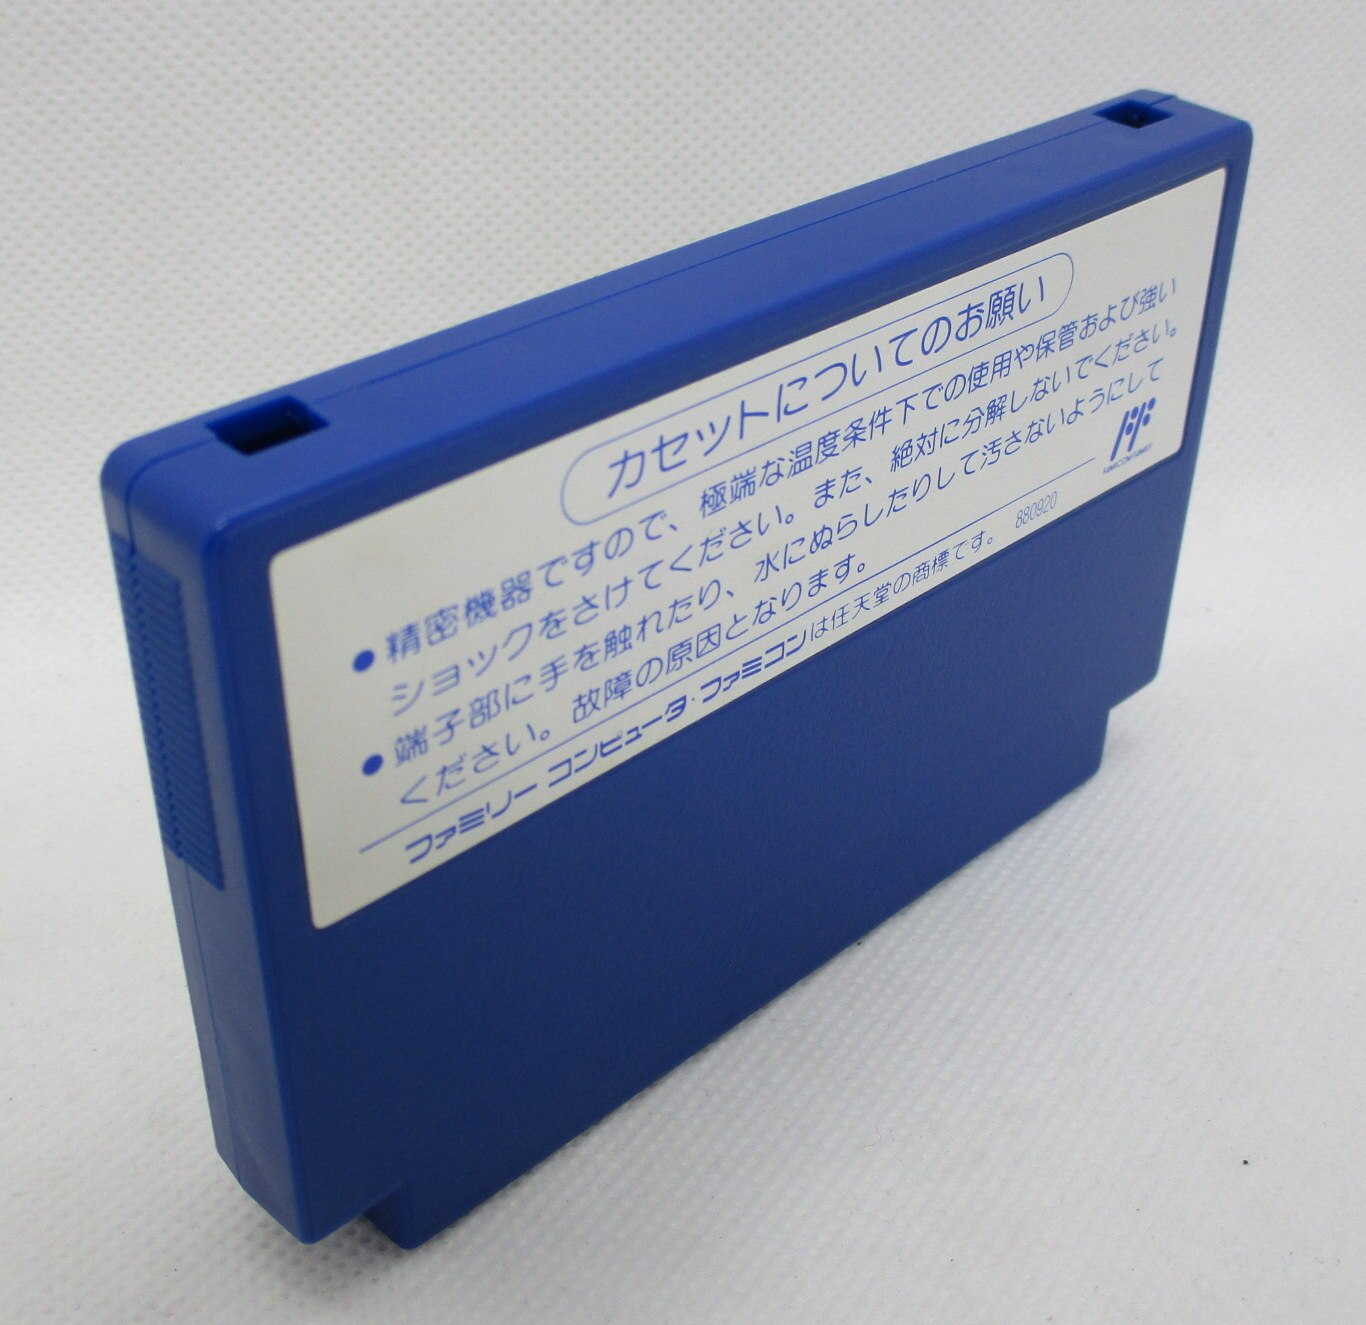 カセットについてのお願い
● 精密機器ですので、極端な温度条件下での使用や保管および強い
ショックをさけてください。また、絶対に分解しないでください。
● 端子部に手を触れたり、水にぬらしたりして汚さないようにして
ください。故障の原因となります。
FAMICOM FAMILY
ファミリー コンピュータ・ファミコンは任天堂の商標です。 880920